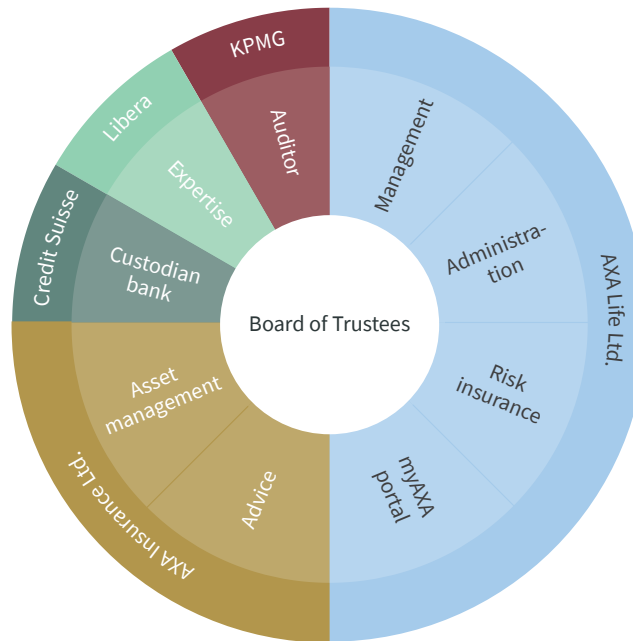 KPMG
Auditor
Libera
Expertise
Credit Suisse
Custodian
bank
Management
Administra-
tion
AXA Life Ltd.
Board of Trustees
Risk
insurance
myAXA
portal
Asset
management
Advice
AXA Insurance Ltd.